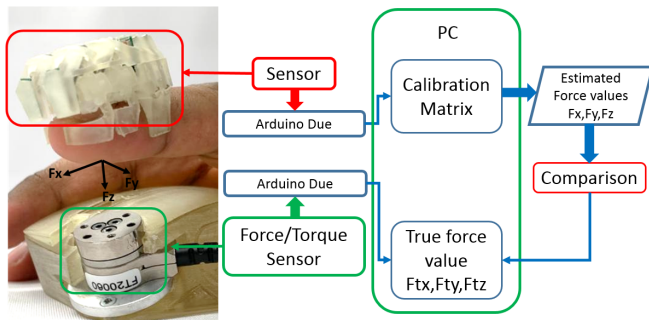 PC
Sensor
Calibration
Matrix
Estimated
Force values
Fx,Fy,Fz
Arduino Due
Fx
Fy
Fz
Arduino Due
Comparison
Force/Torque
Sensor
True force
value
Ftx,Fty,Ftz
FT20060